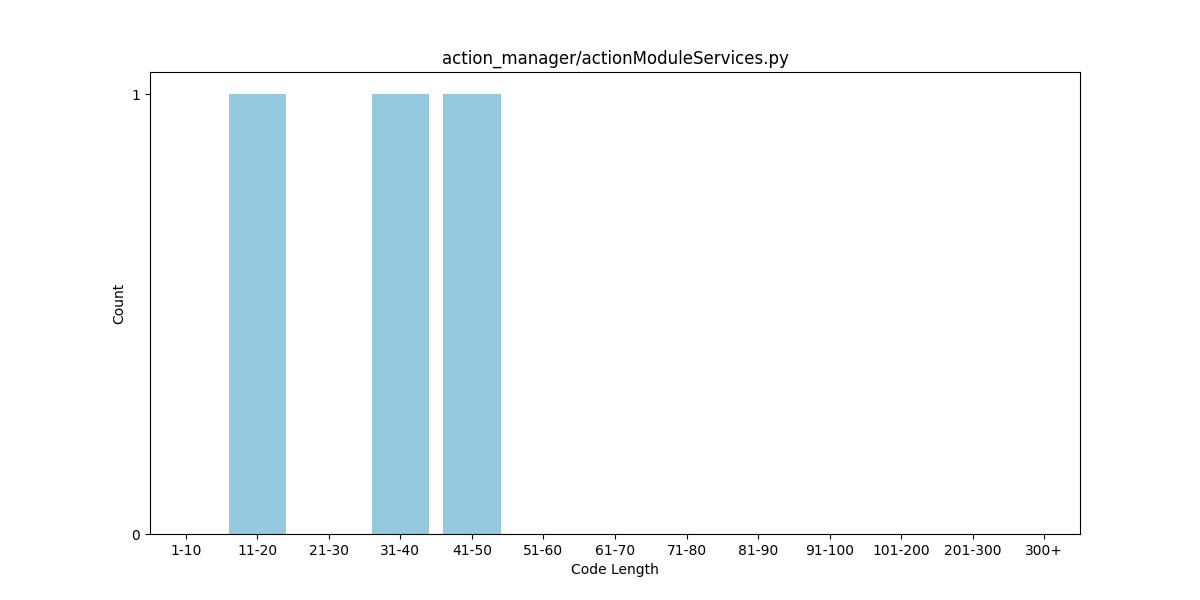 action_manager/actionModuleServices.py
1
Count
0
1-10 11-20 21-30 31-40 41-50 51-60 61-70 71-80 81-90 91-100 101-200 201-300 300+
Code Length